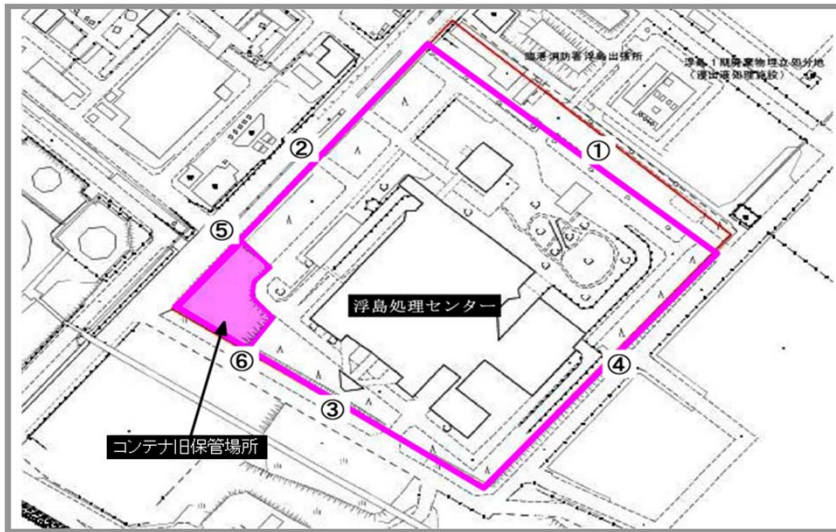 臨港消防署浮島出張所
浮島1期廃棄物埋立処分地
(浸出液処理施設)
①
②
⑤
浮島処理センター
④
⑥
③
コンテナ旧保管場所